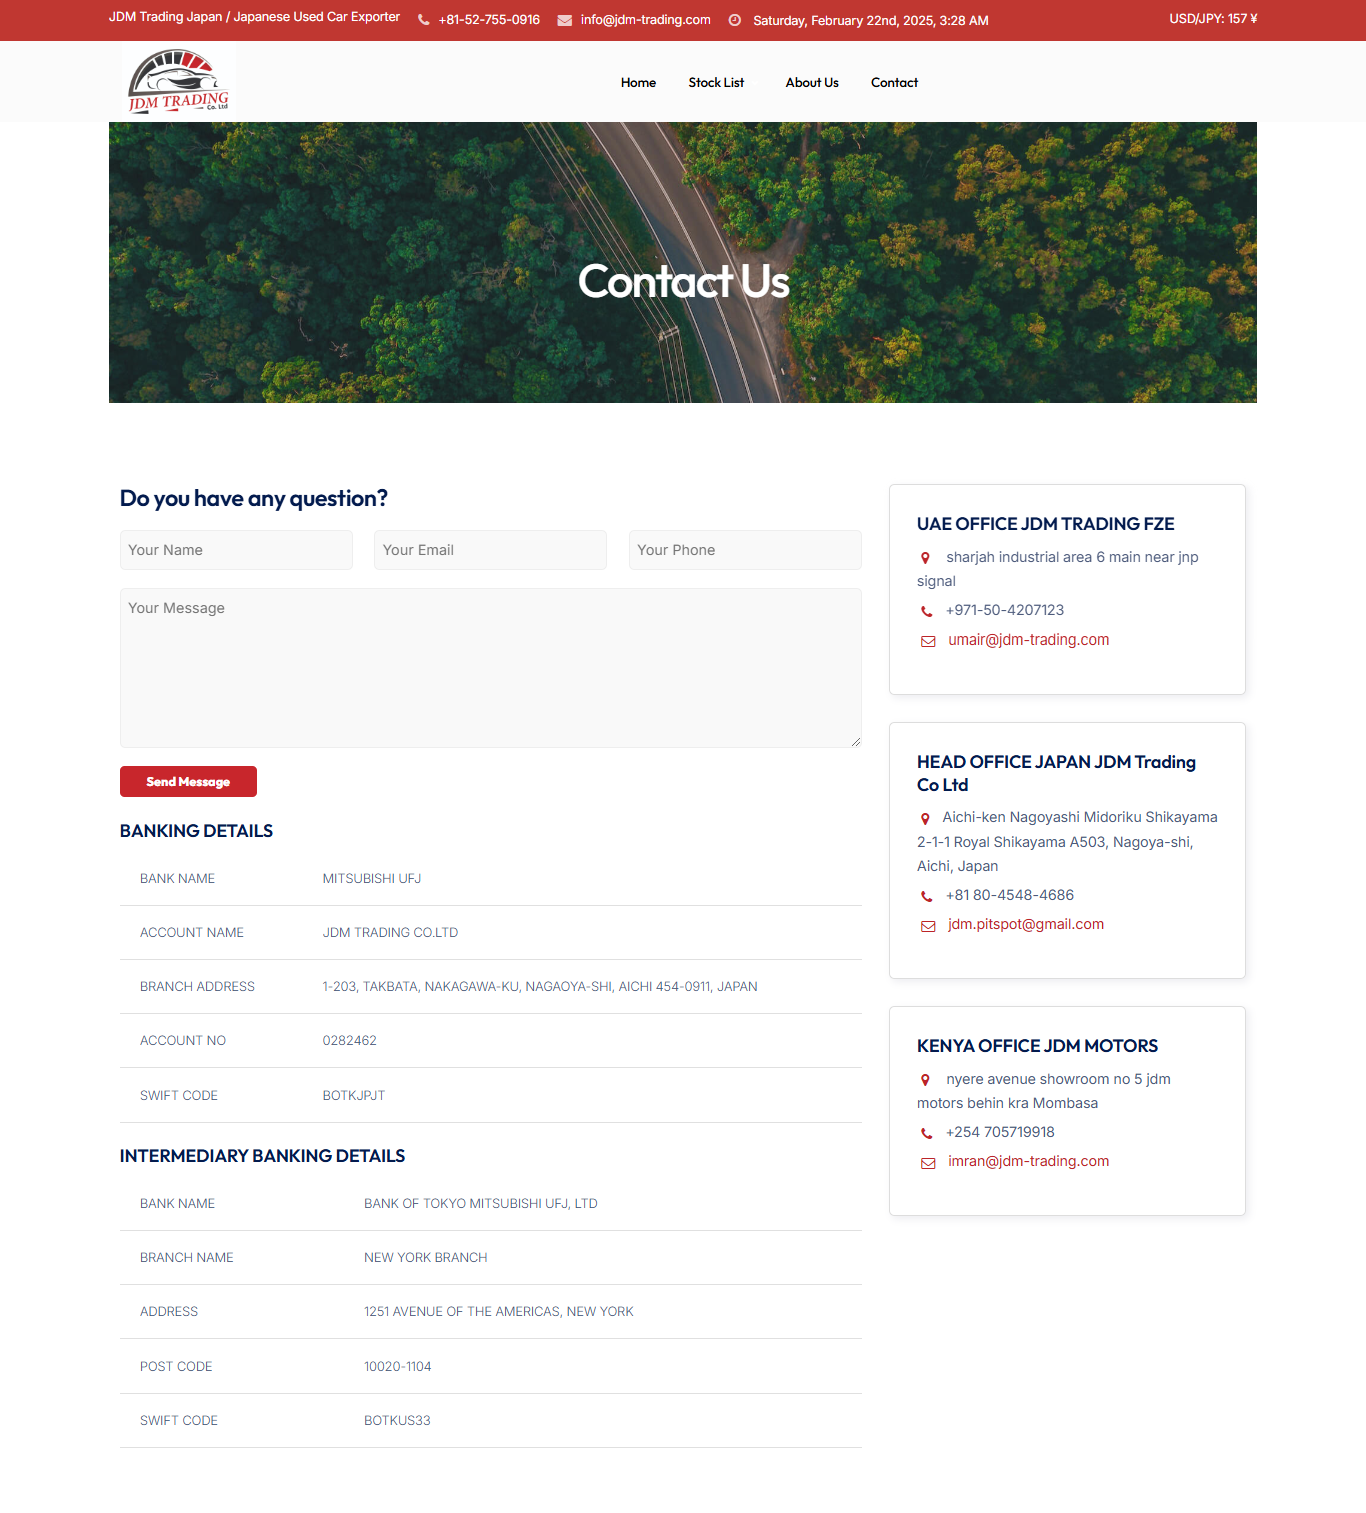 JDM Trading Japan / Japanese Used Car Exporter
+81-52-755-0916
info@jdm-trading.com
Saturday, February 22nd, 2025, 3:28 AM
USD/JPY: 157 ¥
JDM TRADING
Co. Ltd
Home
Stock List
About Us
Contact
Contact Us
Do you have any question?
Your Name
Your Email
Your Phone
Your Message
Send Message
BANKING DETAILS
BANK NAME MITSUBISHI UFJ
ACCOUNT NAME JDM TRADING CO.LTD
BRANCH ADDRESS 1-203, TAKBATA, NAKAGAWA-KU, NAGAOYA-SHI, AICHI 454-0911, JAPAN
ACCOUNT NO 0282462
SWIFT CODE BOTKJPJT
INTERMEDIARY BANKING DETAILS
BANK NAME BANK OF TOKYO MITSUBISHI UFJ, LTD
BRANCH NAME NEW YORK BRANCH
ADDRESS 1251 AVENUE OF THE AMERICAS, NEW YORK
POST CODE 10020-1104
SWIFT CODE BOTKUS33
UAE OFFICE JDM TRADING FZE
sharjah industrial area 6 main near jnp
signal
+971-50-4207123
umair@jdm-trading.com
HEAD OFFICE JAPAN JDM Trading
Co Ltd
Aichi-ken Nagoyashi Midoriku Shikayama
2-1-1 Royal Shikayama A503, Nagoya-shi,
Aichi, Japan
+81 80-4548-4686
jdm.pitspot@gmail.com
KENYA OFFICE JDM MOTORS
nyere avenue showroom no 5 jdm
motors behin kra Mombasa
+254 705719918
imran@jdm-trading.com